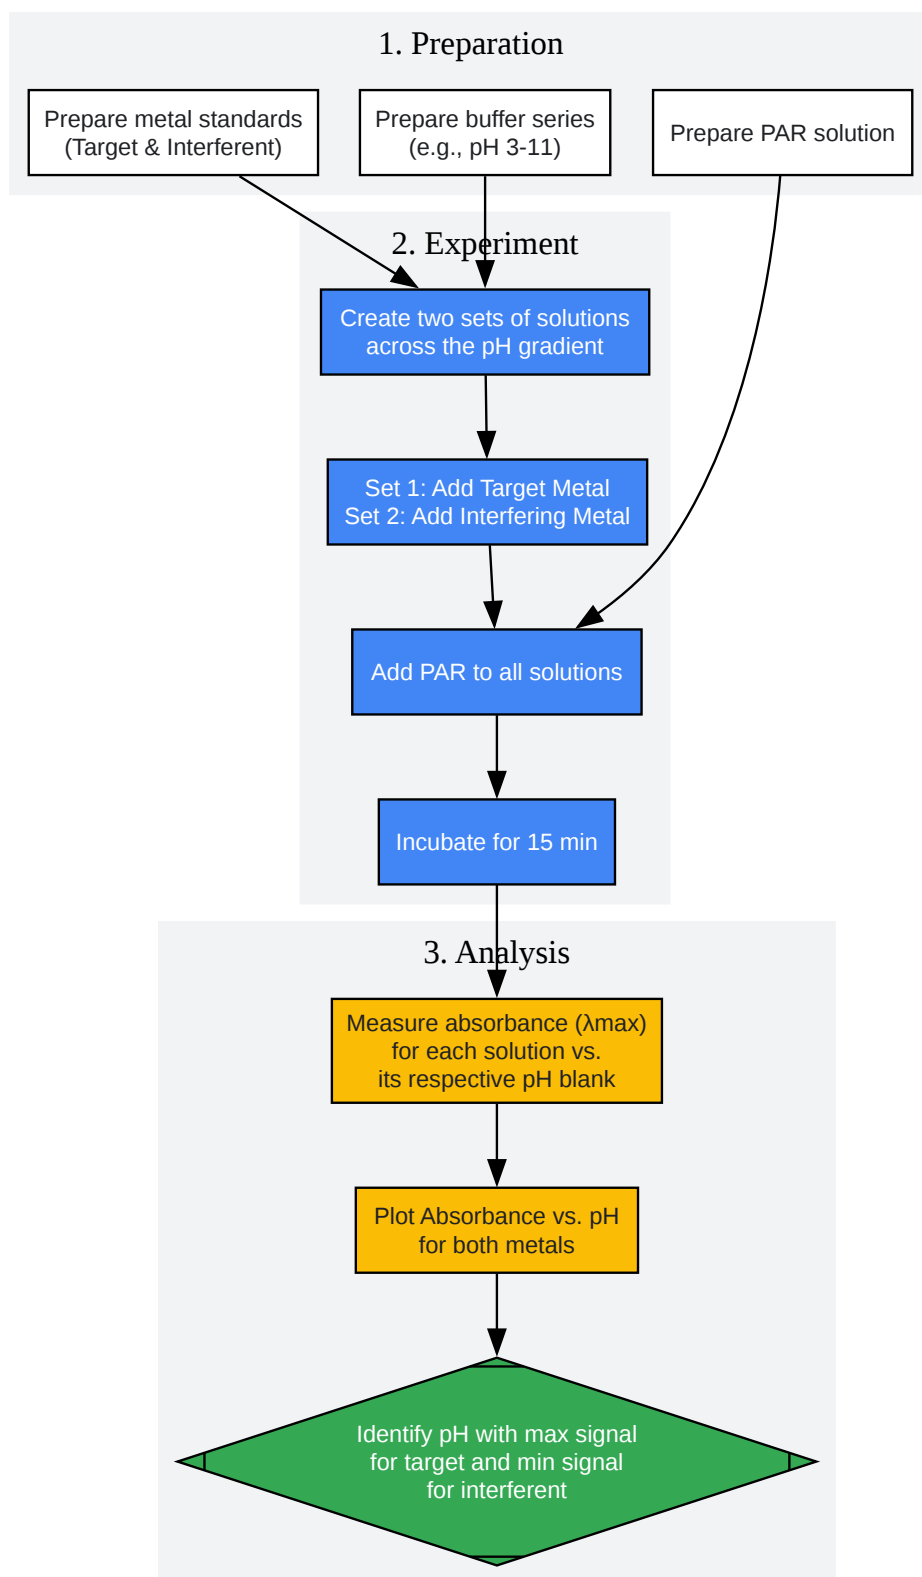 1. Preparation
Prepare metal standards
(Target & Interferent)
Prepare buffer series
(e.g., pH 3-11)
Prepare PAR solution
2. Experiment
Create two sets of solutions
across the pH gradient
Set 1: Add Target Metal
Set 2: Add Interfering Metal
Add PAR to all solutions
Incubate for 15 min
3. Analysis
Measure absorbance (λmax)
for each solution vs.
its respective pH blank
Plot Absorbance vs. pH
for both metals
Identify pH with max signal
for target and min signal
for interferent